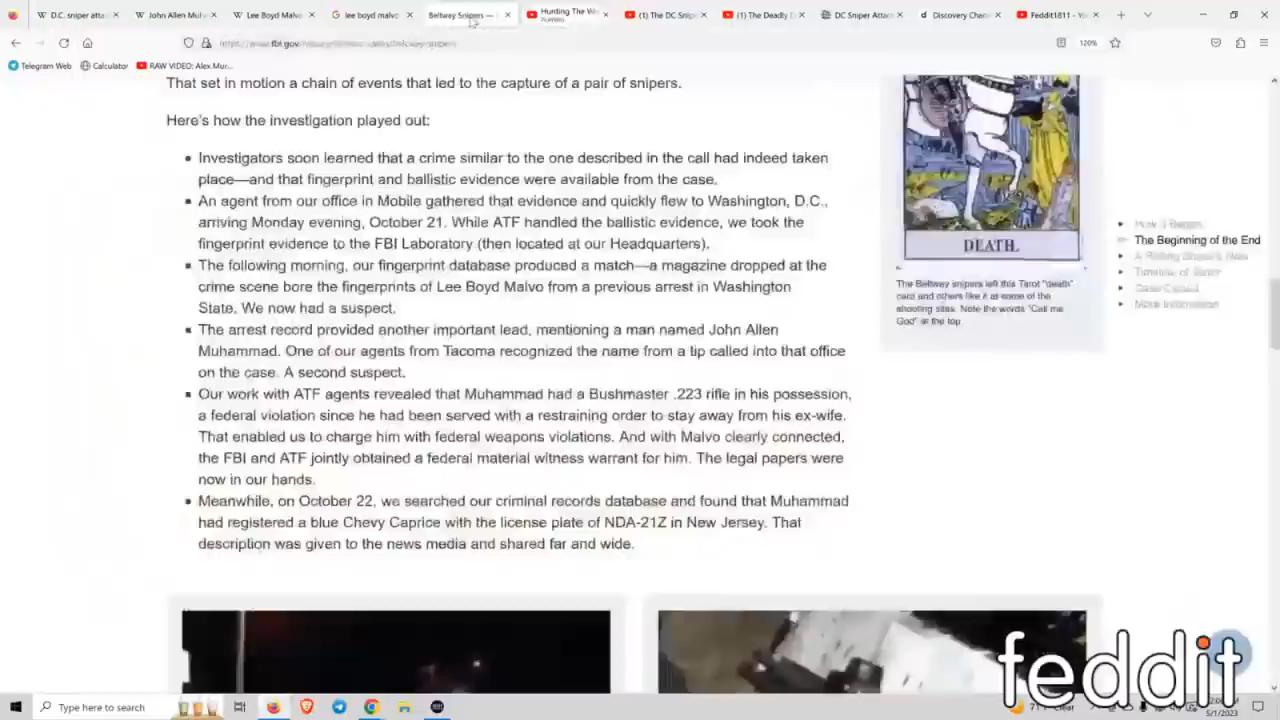 D.C. sniper atta
John Allen Muh
Lee Boyd Malvo
lee boyd malvo
Beltway Snipers —
Hunting The We
(1) The DC Snip
(1) The Deadly
DC Sniper Attac
Discovery Chan
Feddit1811 - Yo
120%
Telegram Web
Calculator
RAW VIDEO: Alex Mur...
That set in motion a chain of events that led to the capture of a pair of snipers.
Here's how the investigation played out:
Investigators soon learned that a crime similar to the one described in the call had indeed taken
place—and that fingerprint and ballistic evidence were available from the case.
An agent from our office in Mobile gathered that evidence and quickly flew to Washington, D.C.,
arriving Monday evening, October 21. While ATF handled the ballistic evidence, we took the
fingerprint evidence to the FBI Laboratory (then located at our Headquarters).
The following morning, our fingerprint database produced a match—a magazine dropped at the
crime scene bore the fingerprints of Lee Boyd Malvo from a previous arrest in Washington
State. We now had a suspect.
The arrest record provided another important lead, mentioning a man named John Allen
Muhammad. One of our agents from Tacoma recognized the name from a tip called into that office
on the case. A second suspect.
Our work with ATF agents revealed that Muhammad had a Bushmaster .223 rifle in his possession,
a federal violation since he had been served with a restraining order to stay away from his ex-wife.
That enabled us to charge him with federal weapons violations. And with Malvo clearly connected,
the FBI and ATF jointly obtained a federal material witness warrant for him. The legal papers were
now in our hands.
Meanwhile, on October 22, we searched our criminal records database and found that Muhammad
had registered a blue Chevy Caprice with the license plate of NDA-21Z in New Jersey. That
description was given to the news media and shared far and wide.
DEATH.
The Beltway snipers left this Tarot "death"
card and others like it at some of the
shooting sites. Note the words "Call me
God" at the top.
The Beginning of the End
Timeline of Terror
More Information
feddit
Type here to search
Clear
5/1/2023